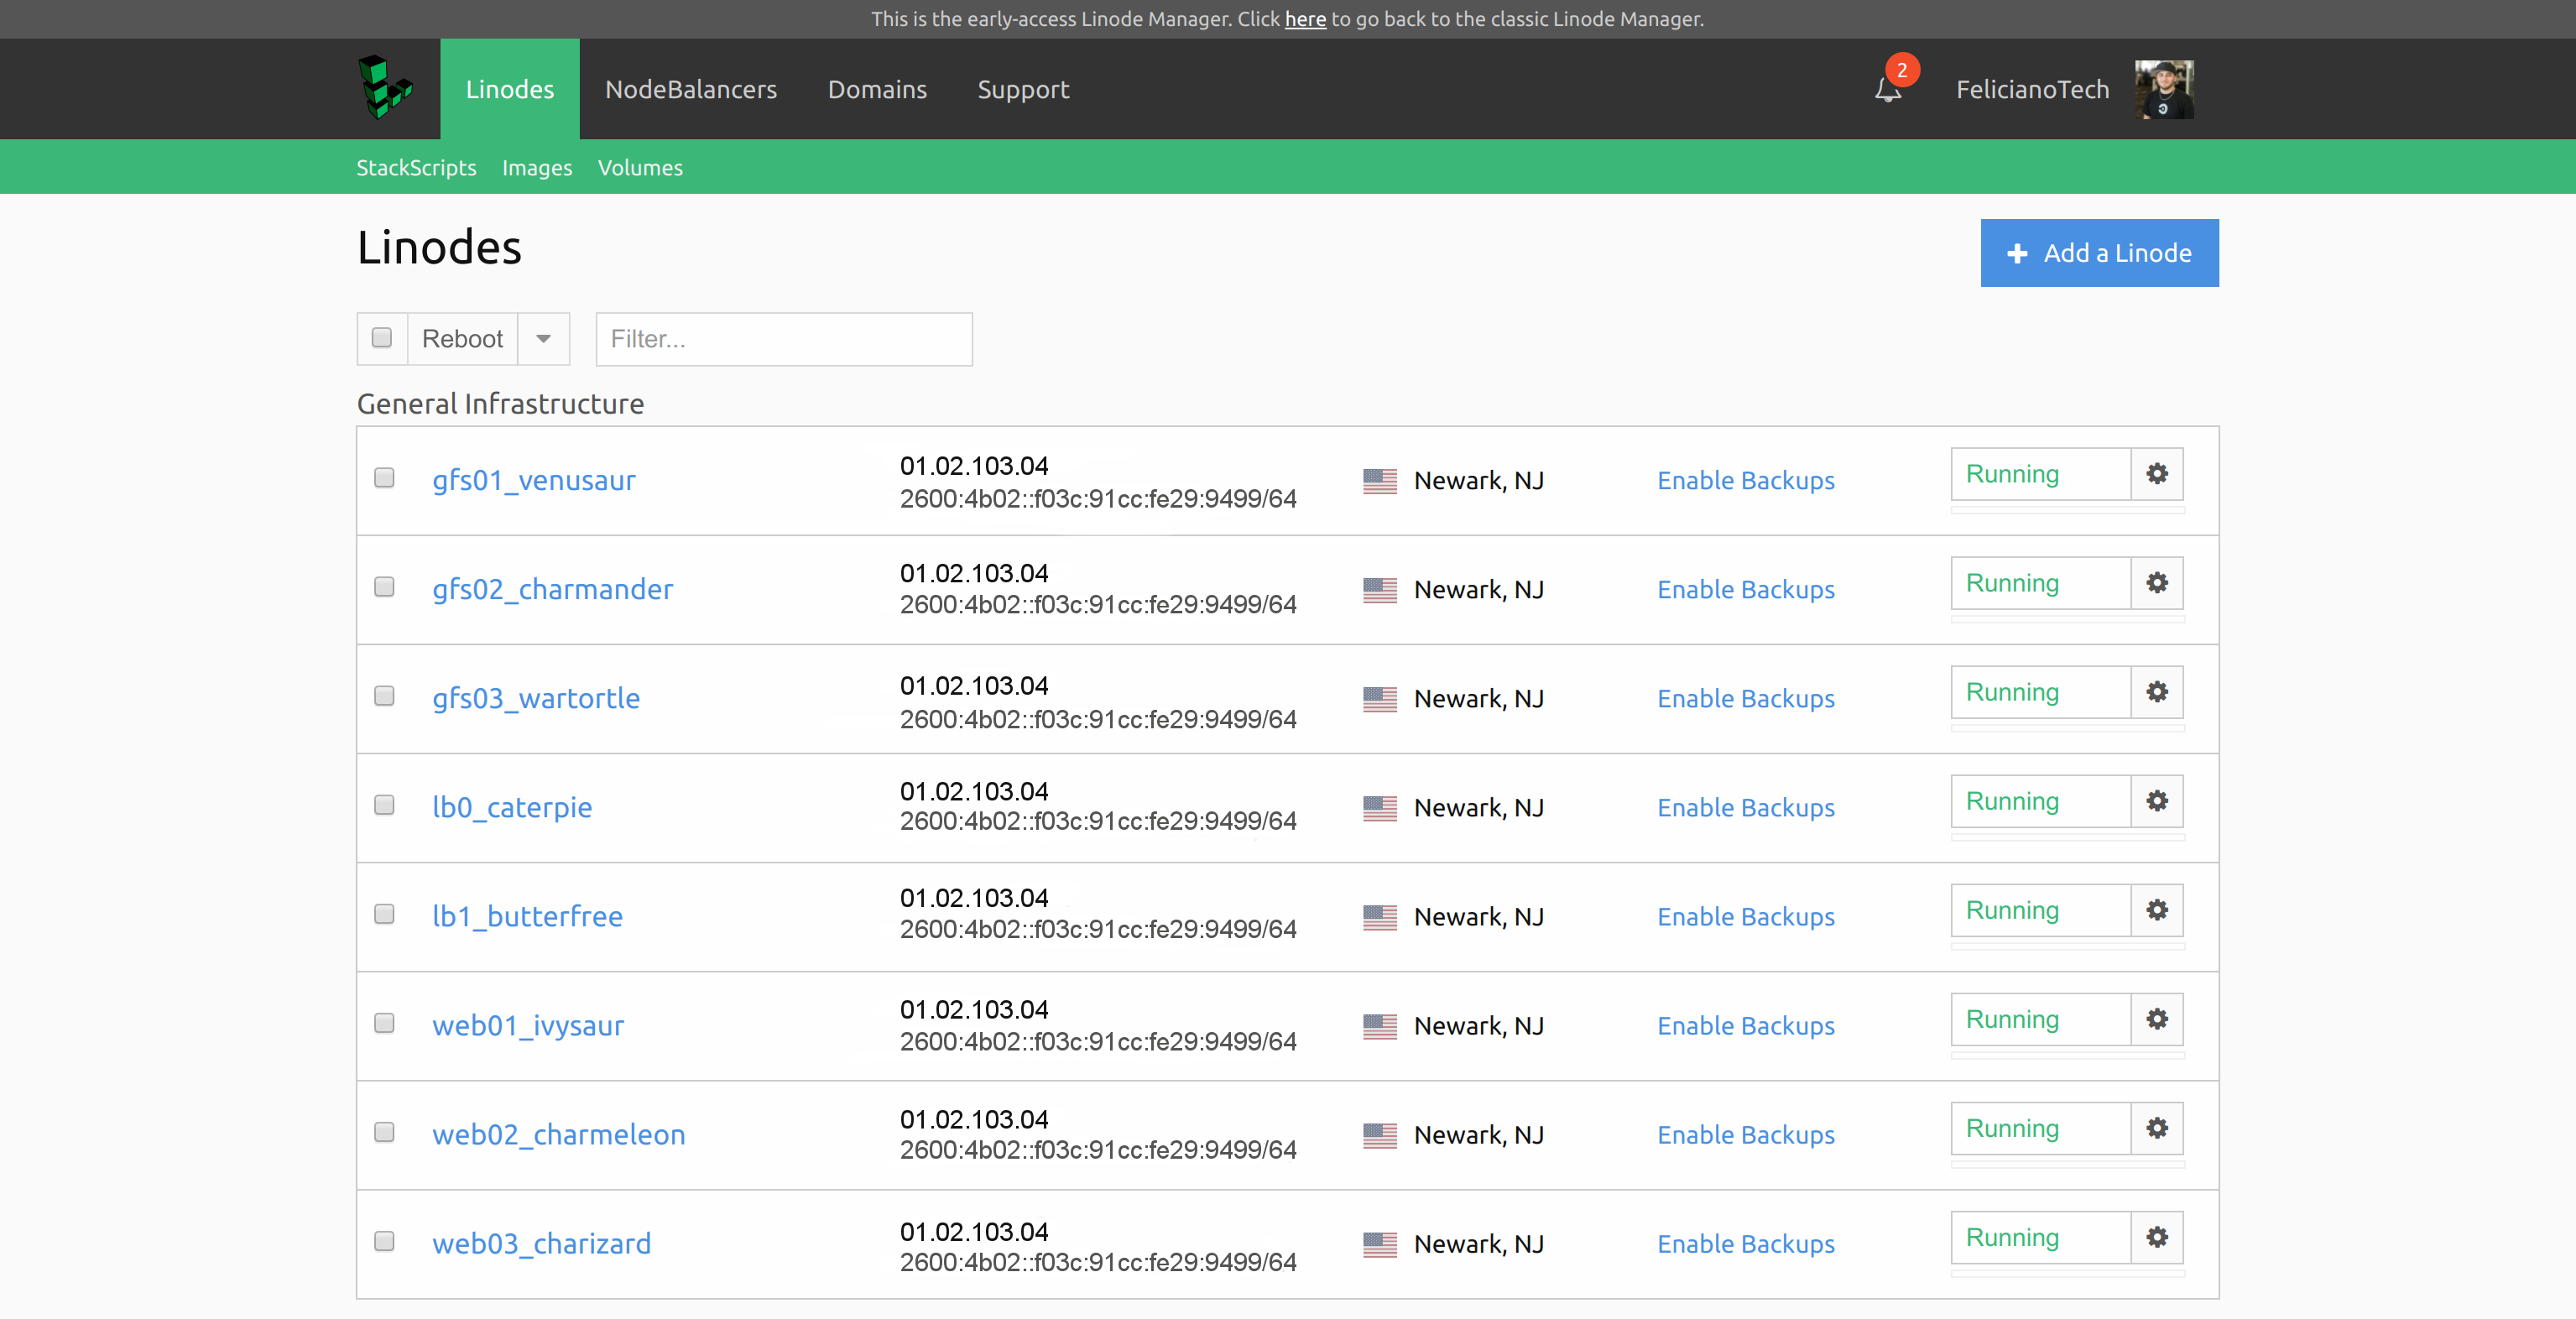 This is the early-access Linode Manager. Click here to go back to the classic Linode Manager.
Linodes NodeBalancers Domains Support 2 FelicianoTech
StackScripts Images Volumes
Linodes
Add a Linode
Reboot Filter...
General Infrastructure
gfs01_venusaur 01.02.103.04 Newark, NJ Enable Backups Running
2600:4b02::f03c:91cc:fe29:9499/64
gfs02_charmander 01.02.103.04 Newark, NJ Enable Backups Running
2600:4b02::f03c:91cc:fe29:9499/64
gfs03_wartortle 01.02.103.04 Newark, NJ Enable Backups Running
2600:4b02::f03c:91cc:fe29:9499/64
lb0_caterpie 01.02.103.04 Newark, NJ Enable Backups Running
2600:4b02::f03c:91cc:fe29:9499/64
lb1_butterfree 01.02.103.04 Newark, NJ Enable Backups Running
2600:4b02::f03c:91cc:fe29:9499/64
web01_ivysaur 01.02.103.04 Newark, NJ Enable Backups Running
2600:4b02::f03c:91cc:fe29:9499/64
web02_charmeleon 01.02.103.04 Newark, NJ Enable Backups Running
2600:4b02::f03c:91cc:fe29:9499/64
web03_charizard 01.02.103.04 Newark, NJ Enable Backups Running
2600:4b02::f03c:91cc:fe29:9499/64